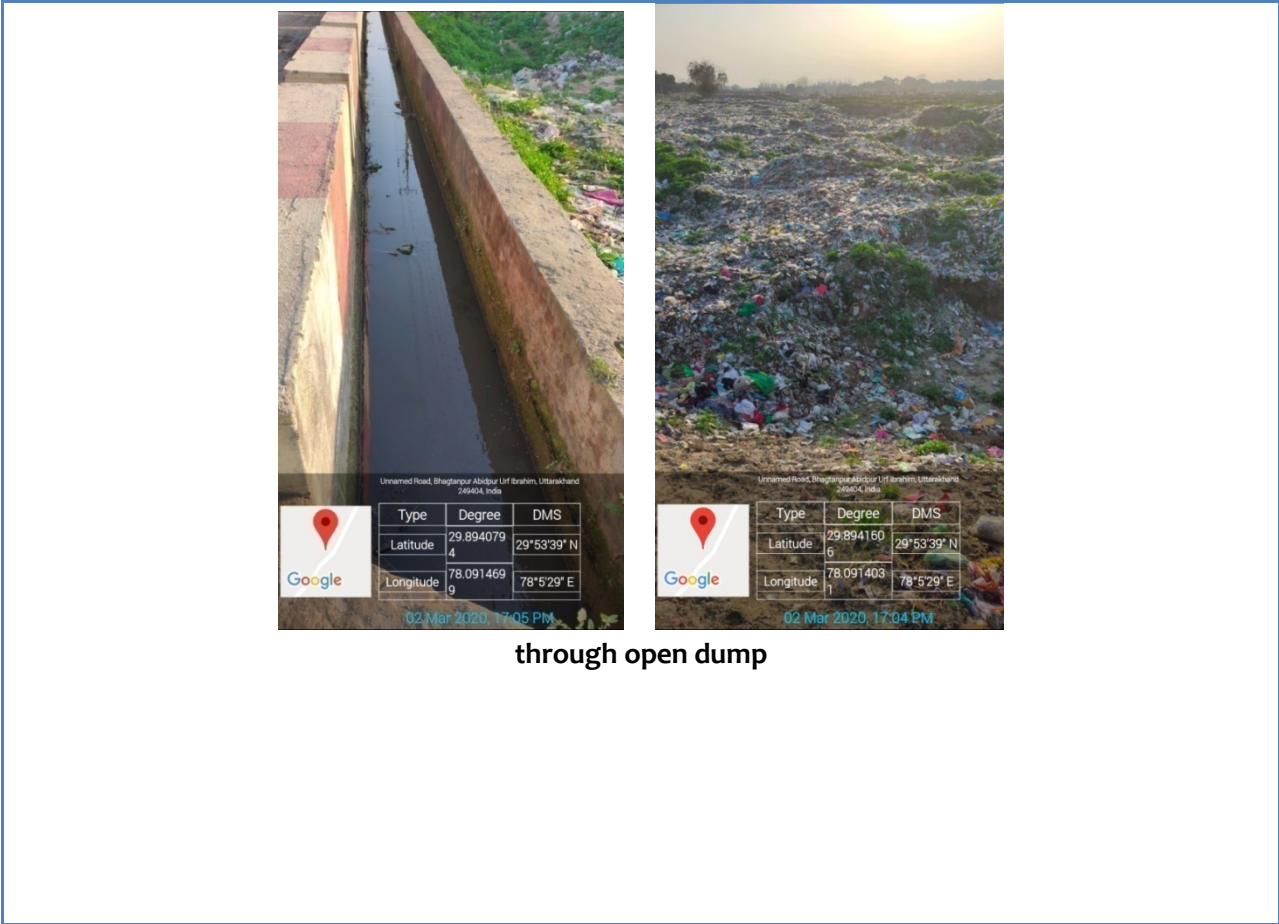 Unnamed Road, Bhagtanpur Abidpur Urf Ibrahim, Uttarakhand
249404, India
Google
Type Degree DMS
Latitude 29.894079
4 29°53'39" N
Longitude 78.091469
9 78°5'29" E
02 Mar 2020, 17:05 PM
Unnamed Road, Bhagtanpur Abidpur Urf Ibrahim, Uttarakhand
249404, India
Google
Type Degree DMS
Latitude 29.894160
6 29°53'39" N
Longitude 78.091403
1 78°5'29" E
02 Mar 2020, 17:04 PM
through open dump